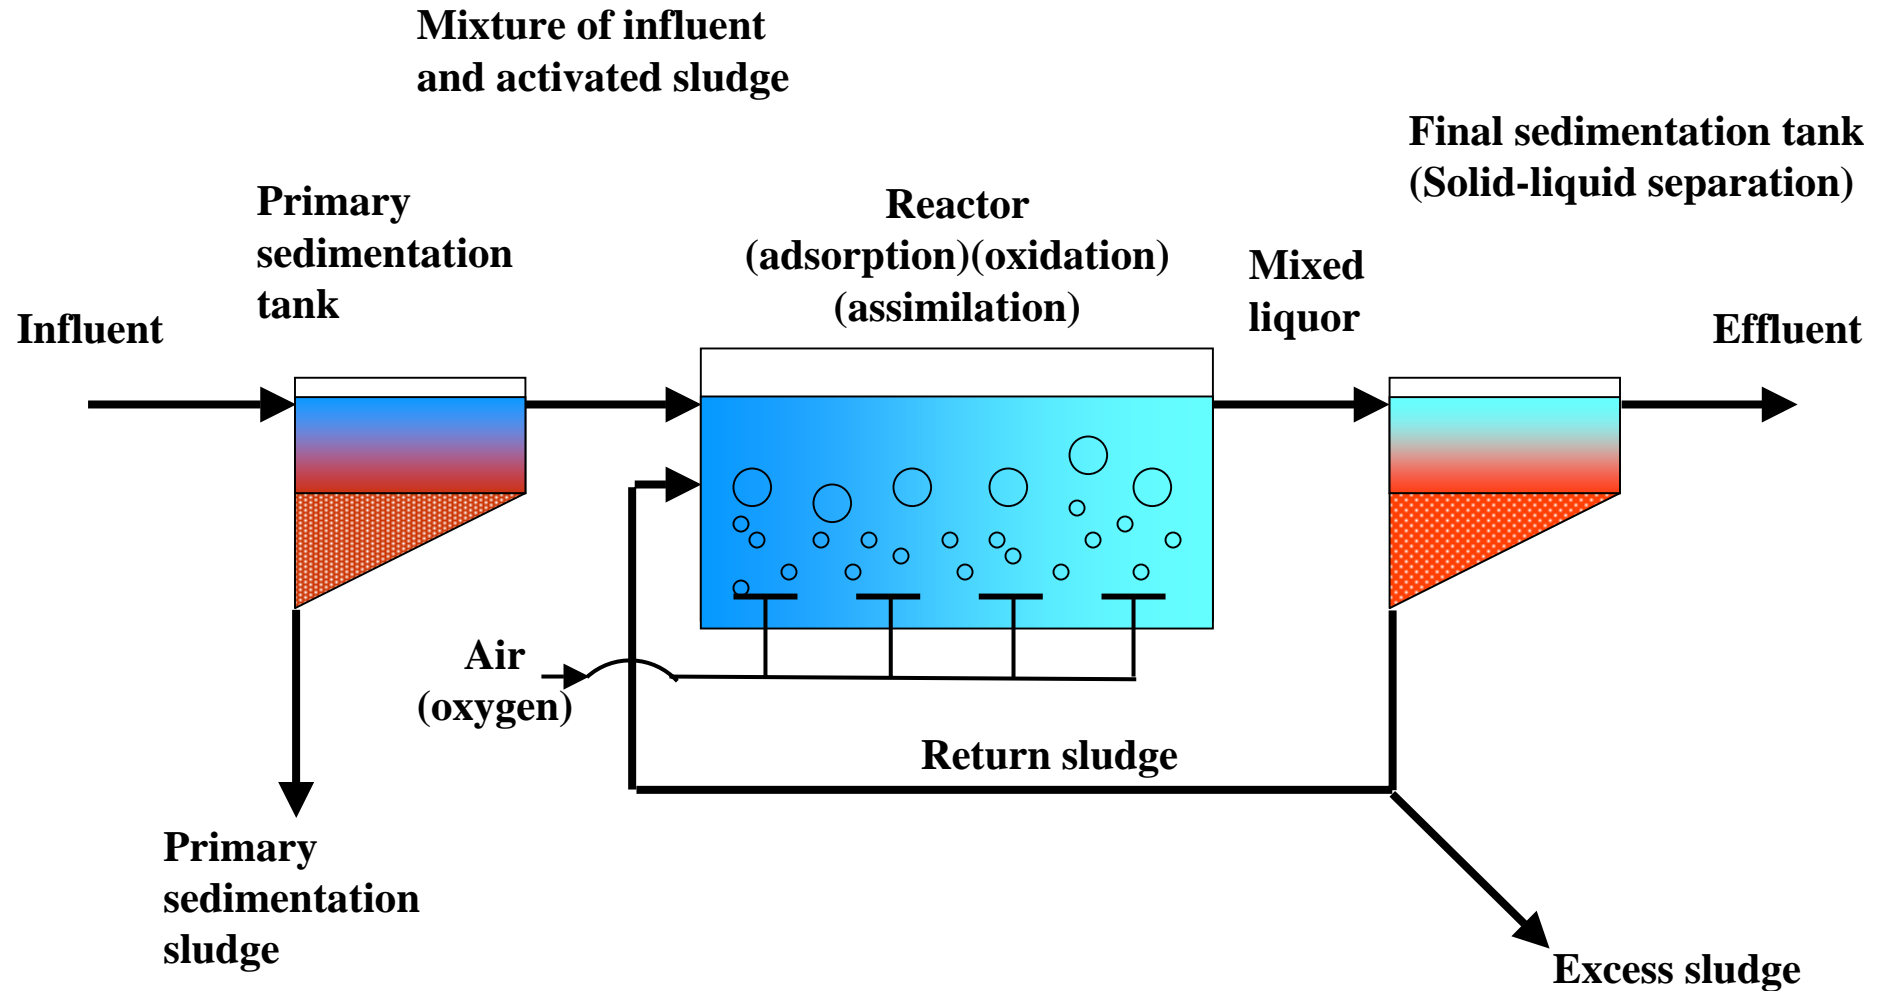 Mixture of influent
and activated sludge
Final sedimentation tank
(Solid-liquid separation)
Primary
sedimentation
tank
Reactor
(adsorption)(oxidation)
(assimilation)
Mixed
liquor
Influent
Effluent
Air
(oxygen)
Return sludge
Primary
sedimentation
sludge
Excess sludge